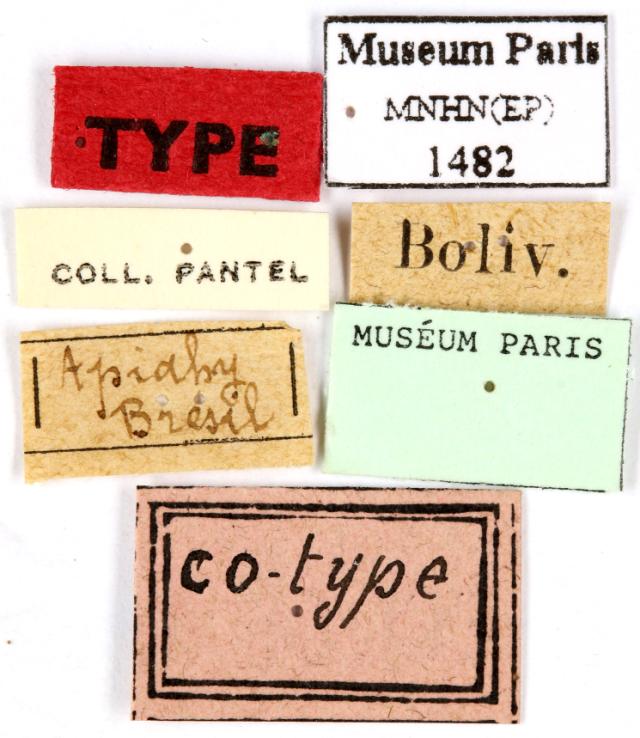 TYPE
Museum Paris
MNHN(EP)
1482
COLL. PANTEL
Boliv.
Apiahy
Brésil
MUSÉUM PARIS
co-type